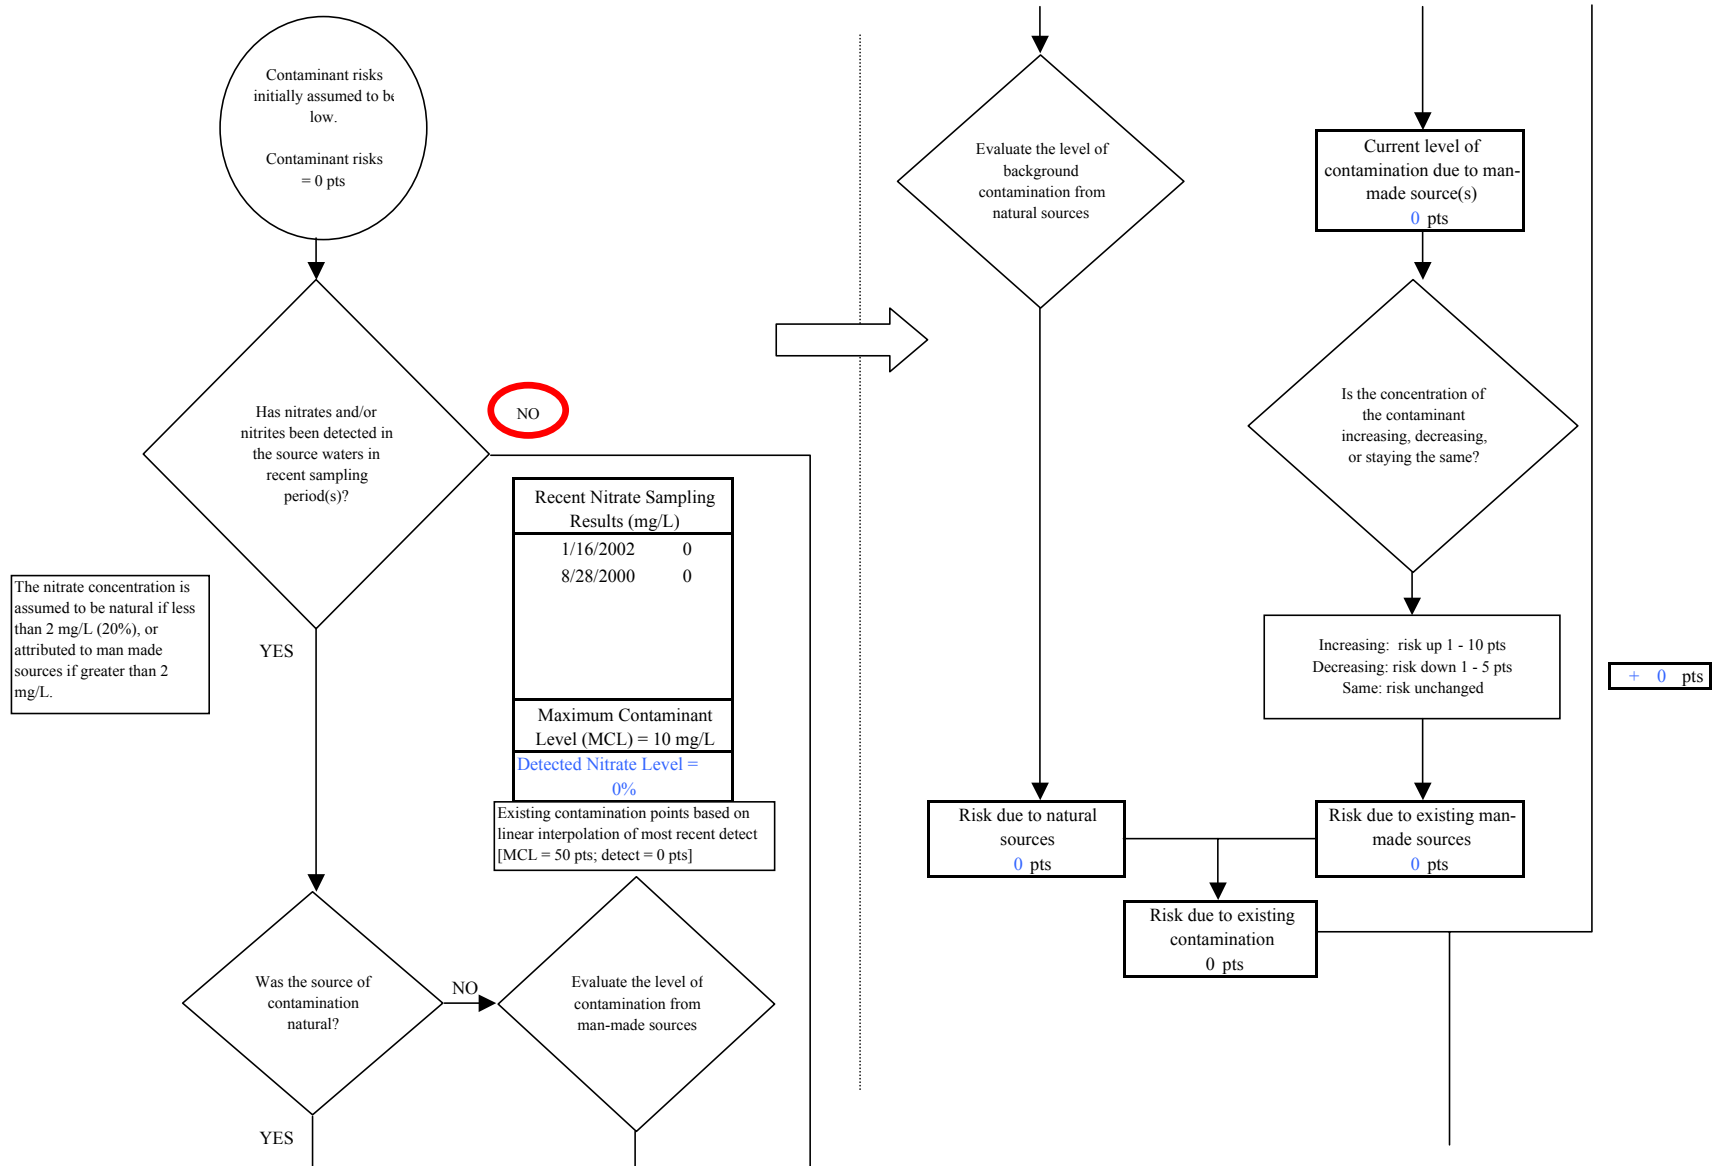 Contaminant risks
initially assumed to be
low.
Contaminant risks
= 0 pts
Has nitrates and/or
nitrites been detected in
the source waters in
recent sampling
period(s)?
NO
Recent Nitrate Sampling
Results (mg/L)
1/16/2002 0
8/28/2000 0
Maximum Contaminant
Level (MCL) = 10 mg/L
Detected Nitrate Level =
0%
Existing contamination points based on
linear interpolation of most recent detect
[MCL = 50 pts; detect = 0 pts]
The nitrate concentration is
assumed to be natural if less
than 2 mg/L (20%), or
attributed to man made
sources if greater than 2
mg/L.
YES
Was the source of
contamination
natural?
NO
Evaluate the level of
contamination from
man-made sources
YES
Evaluate the level of
background
contamination from
natural sources
Current level of
contamination due to man-
made source(s)
0 pts
Is the concentration of
the contaminant
increasing, decreasing,
or staying the same?
Increasing: risk up 1 - 10 pts
Decreasing: risk down 1 - 5 pts
Same: risk unchanged
+ 0 pts
Risk due to natural
sources
0 pts
Risk due to existing man-
made sources
0 pts
Risk due to existing
contamination
0 pts